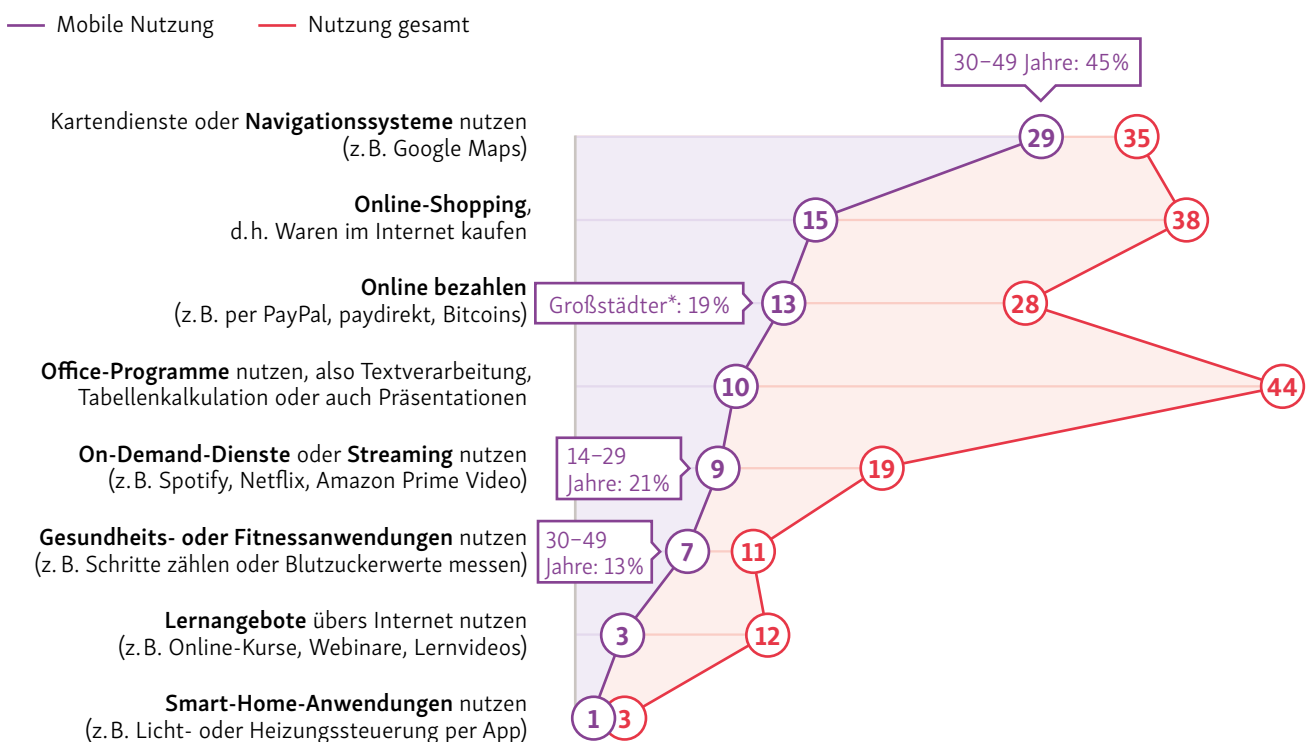 Mobile Nutzung
Nutzung gesamt
30–49 Jahre: 45%
Kartendienste oder Navigationssysteme nutzen
(z. B. Google Maps)
29
35
Online-Shopping,
d. h. Waren im Internet kaufen
15
38
Online bezahlen
(z. B. per PayPal, paydirekt, Bitcoins)
Großstädter*: 19%
13
28
Office-Programme nutzen, also Textverarbeitung,
Tabellenkalkulation oder auch Präsentationen
10
44
On-Demand-Dienste oder Streaming nutzen
(z. B. Spotify, Netflix, Amazon Prime Video)
14–29
Jahre: 21%
9
19
Gesundheits- oder Fitnessanwendungen nutzen
(z. B. Schritte zählen oder Blutzuckerwerte messen)
30–49
Jahre: 13%
7
11
Lernangebote übers Internet nutzen
(z. B. Online-Kurse, Webinare, Lernvideos)
3
12
Smart-Home-Anwendungen nutzen
(z. B. Licht- oder Heizungssteuerung per App)
1
3